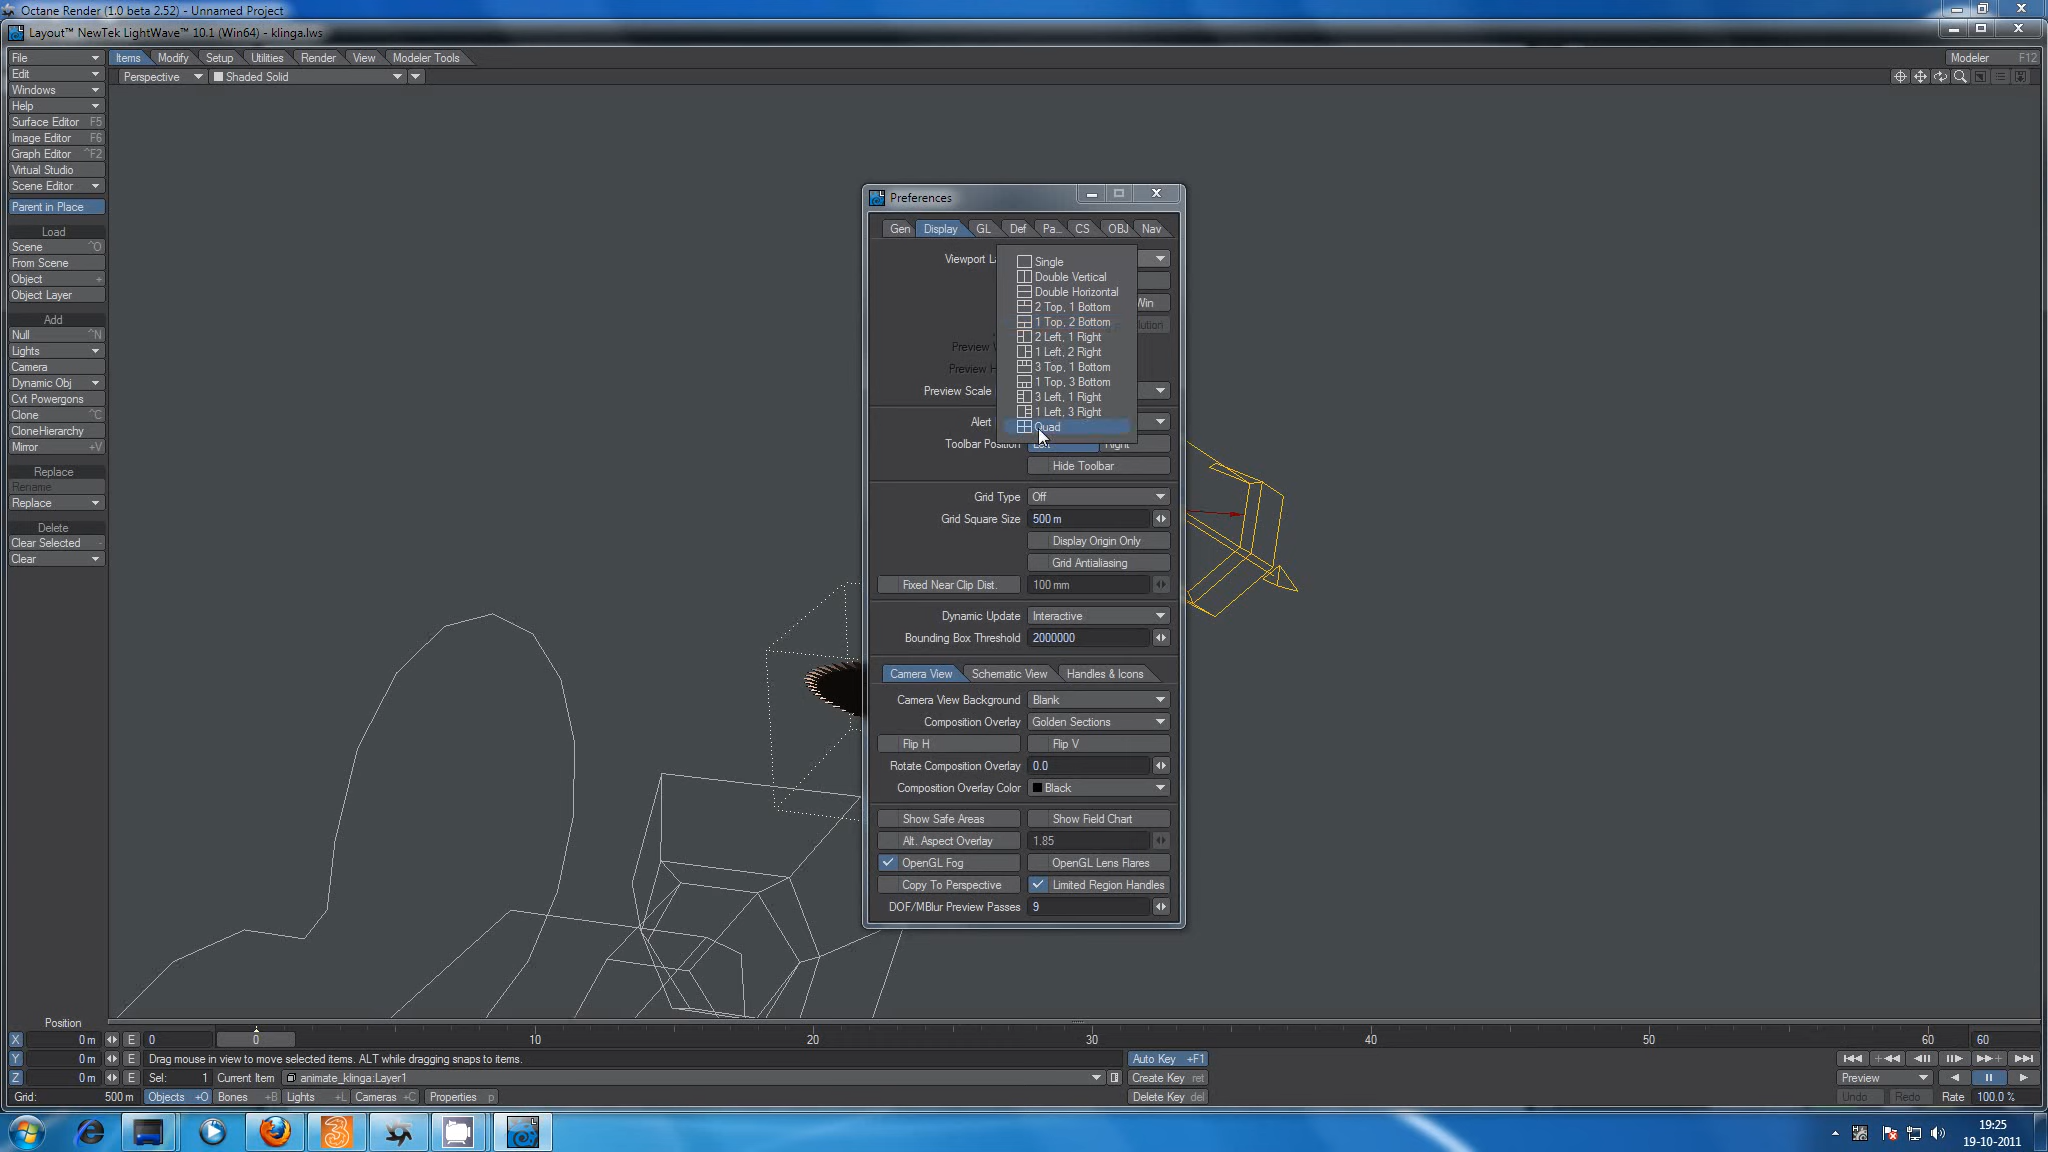 Octane Render (1.0 beta 2.52) - Unnamed Project
Layout™ NewTek LightWave™ 10.1 (Win64) - klinga.lws
File
Items Modify Setup Utilities Render View Modeler Tools
Modeler F12
Edit
Perspective Shaded Solid
Windows
Help
Surface Editor F5
Image Editor F6
Graph Editor ^F2
Virtual Studio
Scene Editor
Parent in Place
Load
Scene ^O
From Scene
Object +
Object Layer
Add
Null ^N
Lights
Camera
Dynamic Obj
Cvt Powergons
Clone ^C
CloneHierarchy
Mirror +V
Replace
Rename
Replace
Delete
Clear Selected -
Clear
Preferences
Gen Display GL Def Pa... CS OBJ Nav
Viewport La
Single
Double Vertical
Double Horizontal
2 Top, 1 Bottom
Win
1 Top, 2 Bottom
lution
2 Left, 1 Right
Preview
1 Left, 2 Right
3 Top, 1 Bottom
Preview H
1 Top, 3 Bottom
Preview Scale
3 Left, 1 Right
1 Left, 3 Right
Alert
Quad
Toolbar Position Left Right
Hide Toolbar
Grid Type Off
Grid Square Size 500 m
Display Origin Only
Grid Antialiasing
Fixed Near Clip Dist. 100 mm
Dynamic Update Interactive
Bounding Box Threshold 2000000
Camera View Schematic View Handles & Icons
Camera View Background Blank
Composition Overlay Golden Sections
Flip H Flip V
Rotate Composition Overlay 0.0
Composition Overlay Color Black
Show Safe Areas Show Field Chart
Alt. Aspect Overlay 1.85
OpenGL Fog OpenGL Lens Flares
Copy To Perspective Limited Region Handles
DOF/MBlur Preview Passes 9
Position
X 0 m E 0 0 10 20 30 40 50 60 60
Y 0 m E Drag mouse in view to move selected items. ALT while dragging snaps to items.
Auto Key +F1
Z 0 m E Sel: 1 Current Item animate_klinga:Layer1
Create Key ret
Preview
Grid: 500 m Objects +O Bones +B Lights +L Cameras +C Properties p
Delete Key del
Undo Redo Rate 100.0 %
19:25
19-10-2011